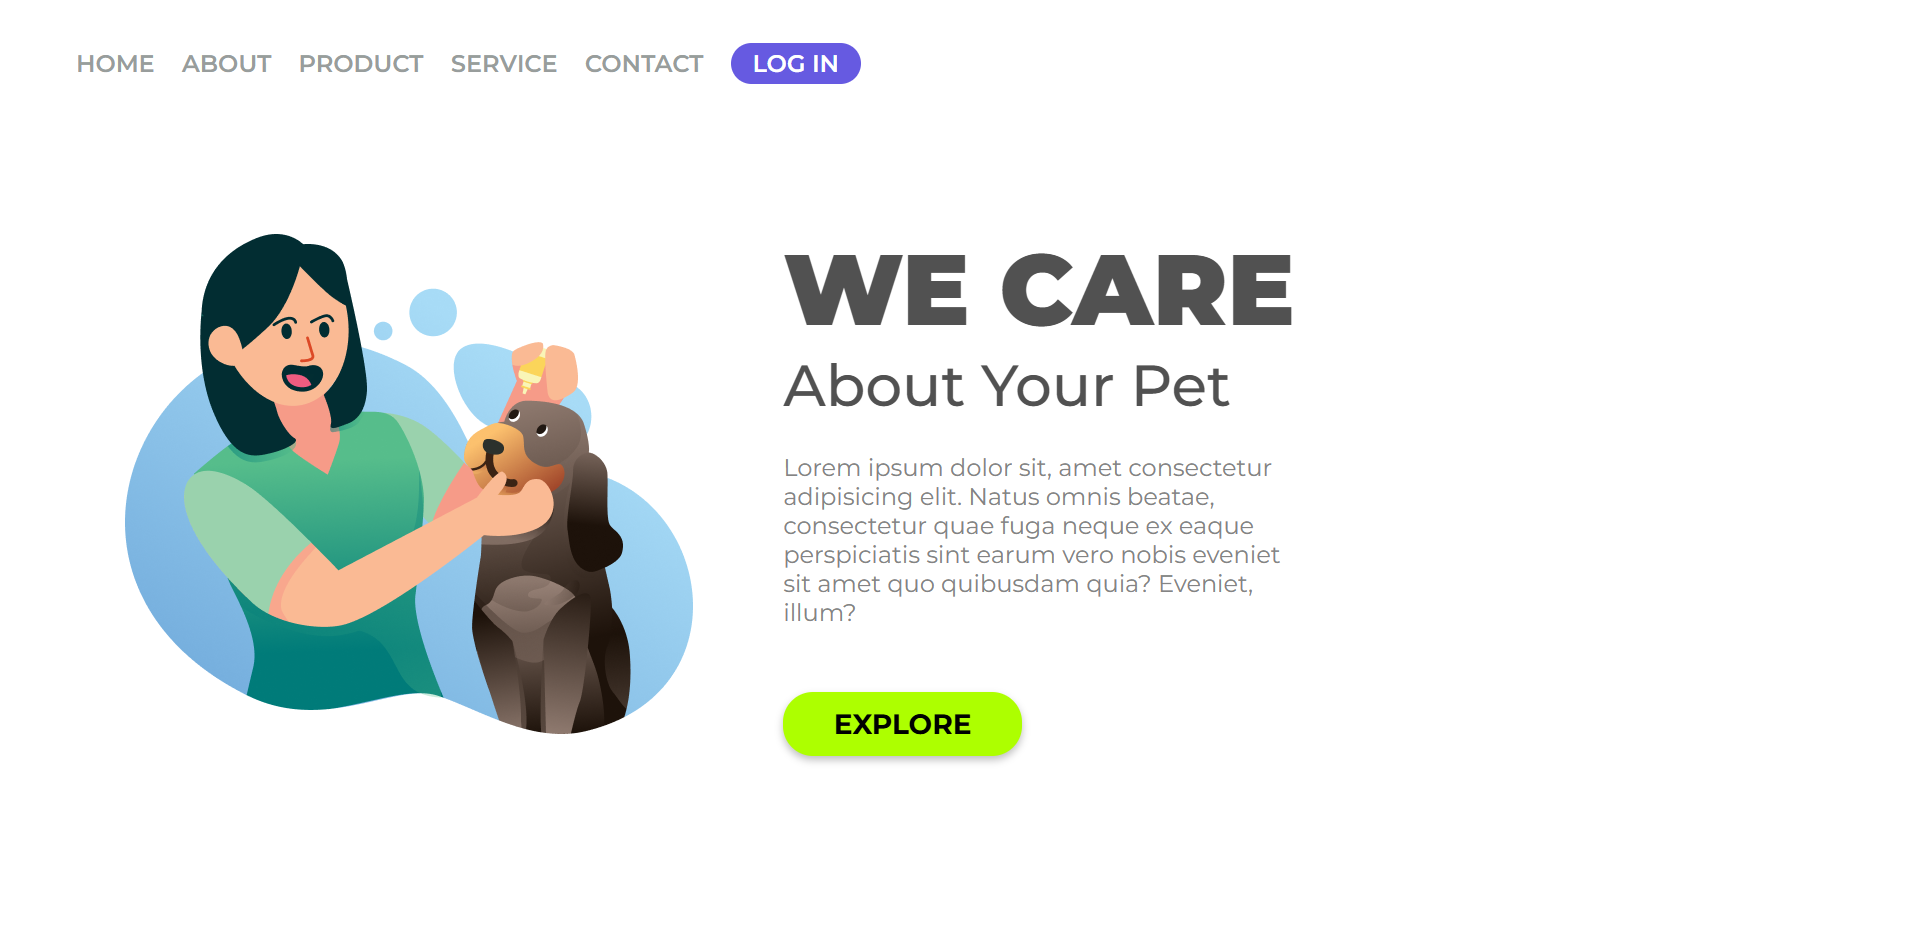 HOME ABOUT PRODUCT SERVICE CONTACT LOG IN
WE CARE
About Your Pet
Lorem ipsum dolor sit, amet consectetur
adipisicing elit. Natus omnis beatae,
consectetur quae fuga neque ex eaque
perspiciatis sint earum vero nobis eveniet
sit amet quo quibusdam quia? Eveniet,
illum?
EXPLORE